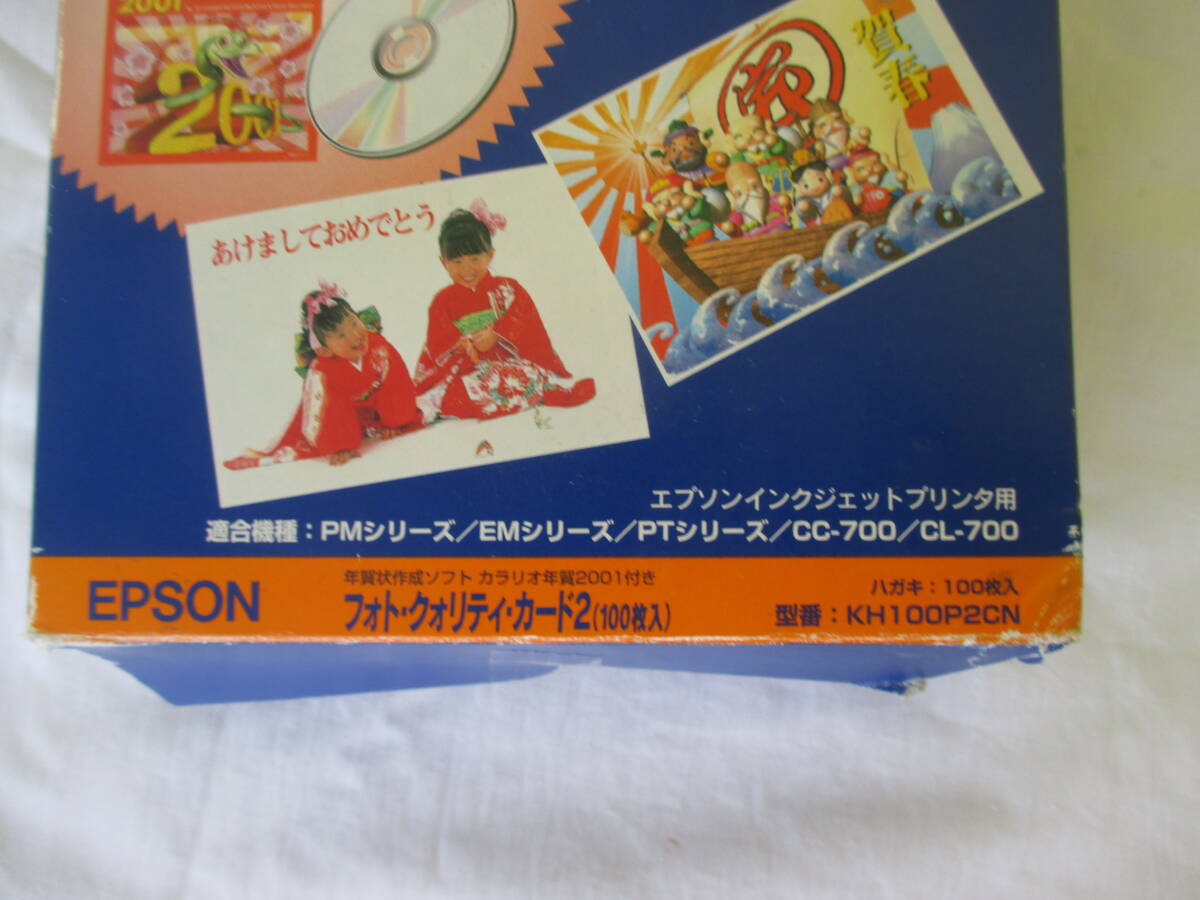 2001
2001
賀春
あけましておめでとう
エプソンインクジェットプリンタ用
適合機種：PMシリーズ／EMシリーズ／PTシリーズ／CC-700／CL-700
EPSON
年賀状作成ソフト カラリオ年賀2001付き
フォト・クォリティ・カード2(100枚入)
ハガキ：100枚入
型番：KH100P2CN